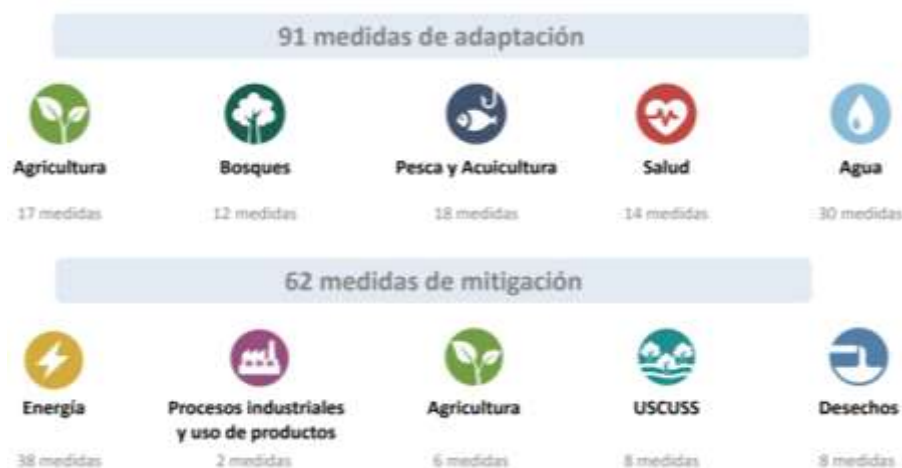 91 medidas de adaptación
Agricultura
17 medidas
Bosques
12 medidas
Pesca y Acuicultura
18 medidas
Salud
14 medidas
Agua
30 medidas
62 medidas de mitigación
Energía
38 medidas
Procesos industriales
y uso de productos
2 medidas
Agricultura
6 medidas
USCUSS
8 medidas
Desechos
8 medidas